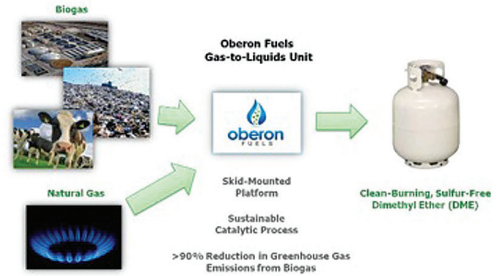 Biogas
Oberon Fuels
Gas-to-Liquids Unit
oberon
FUELS
Skid-Mounted
Platform
Sustainable
Catalytic Process
>90% Reduction in Greenhouse Gas
Emissions from Biogas
Natural Gas
Clean-Burning, Sulfur-Free
Dimethyl Ether (DME)